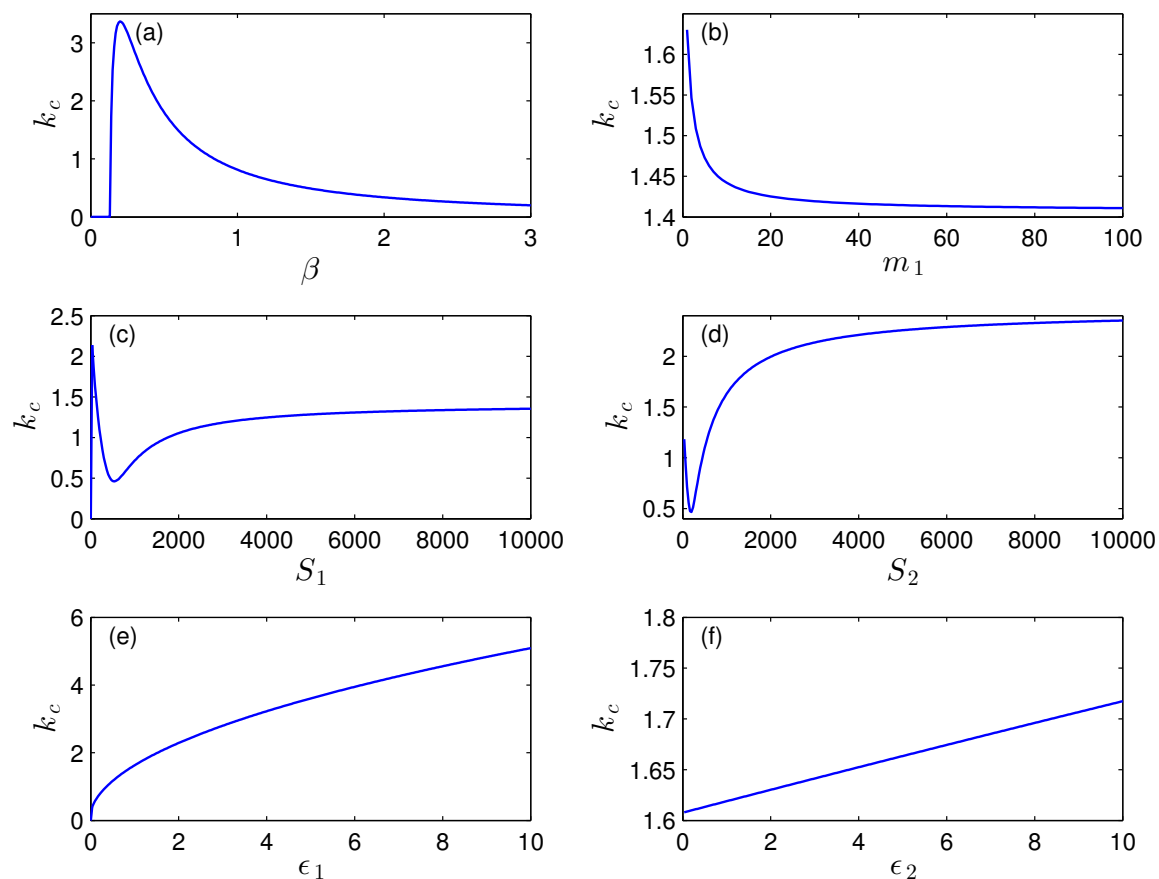 (a)
k_c
3
2
1
0
0 1 2 3
β
(b)
k_c
1.6
1.55
1.5
1.45
1.4
0 20 40 60 80 100
m_1
(c)
k_c
2.5
2
1.5
1
0.5
0
0 2000 4000 6000 8000 10000
S_1
(d)
k_c
2
1.5
1
0.5
0 2000 4000 6000 8000 10000
S_2
(e)
k_c
6
4
2
0
0 2 4 6 8 10
ϵ_1
(f)
k_c
1.8
1.75
1.7
1.65
1.6
0 2 4 6 8 10
ϵ_2